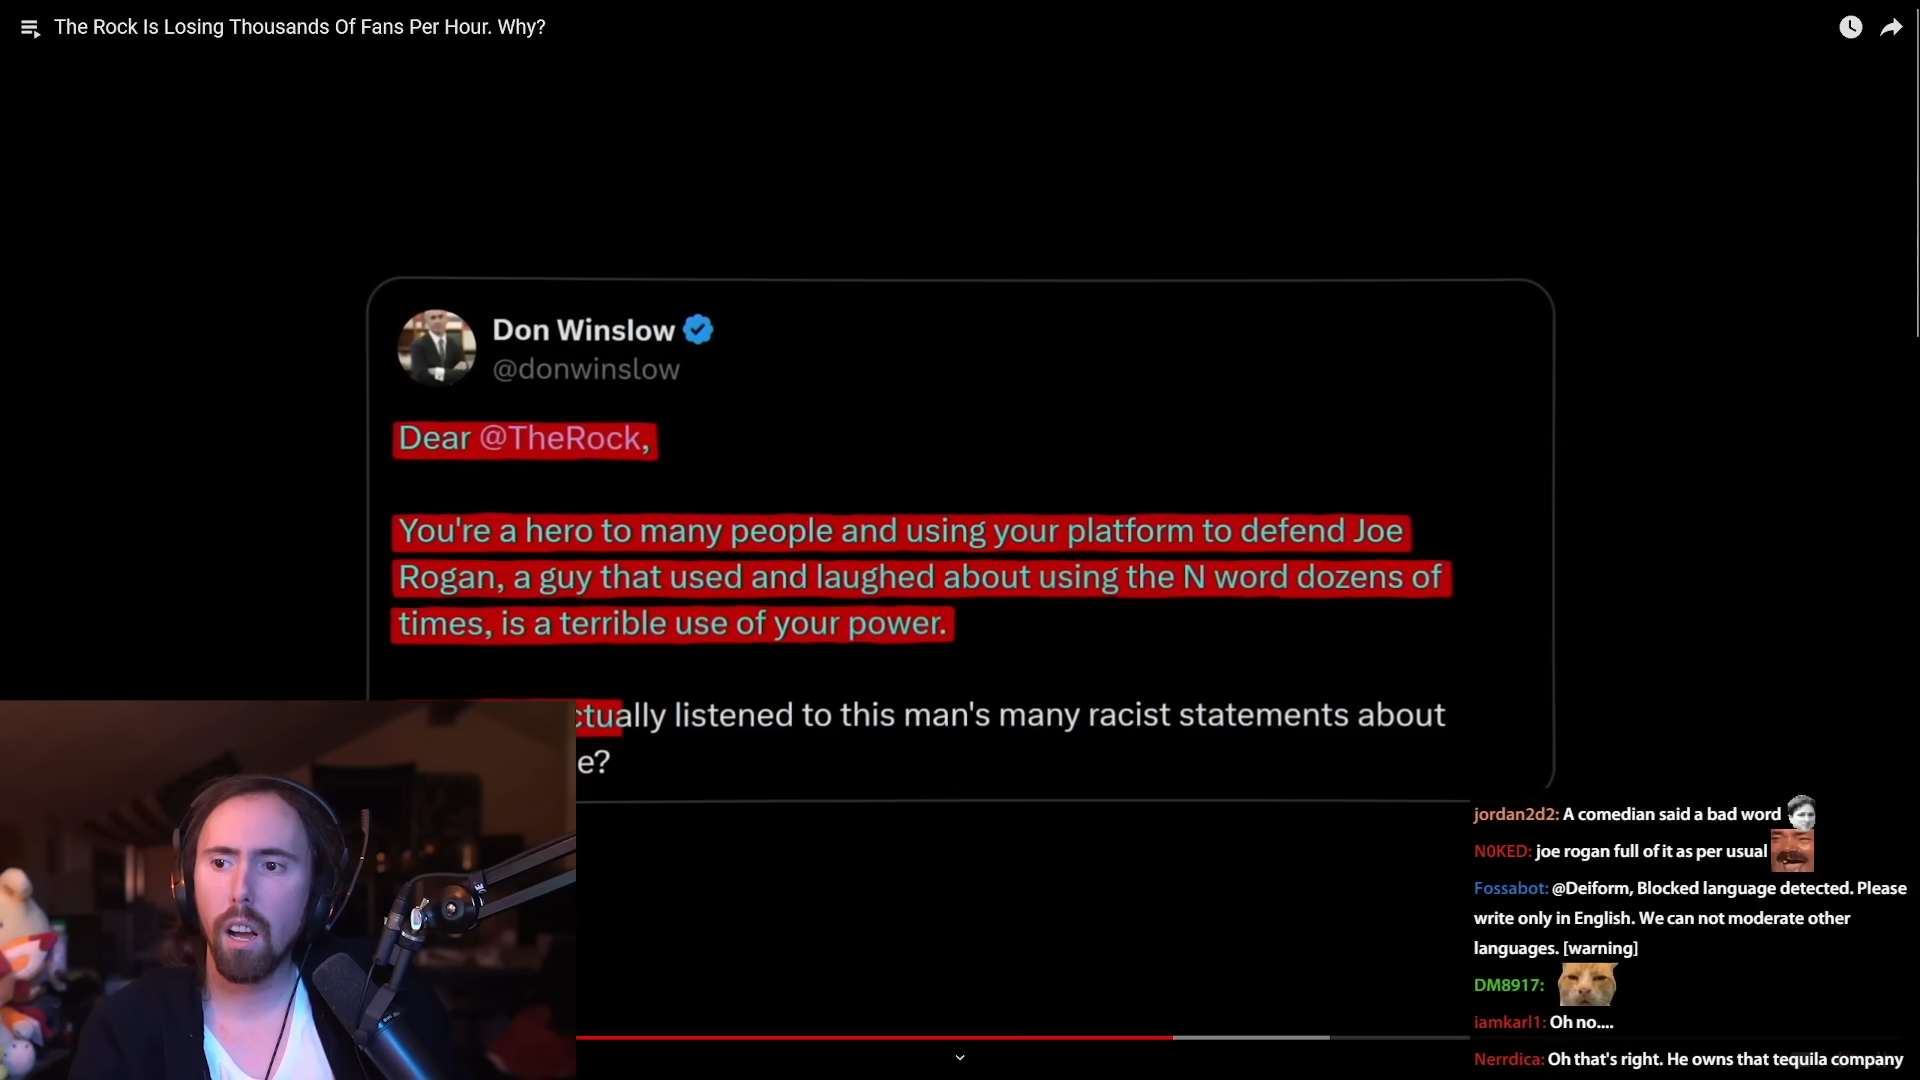 The Rock Is Losing Thousands Of Fans Per Hour. Why?
Don Winslow
@donwinslow
Dear @TheRock,
You're a hero to many people and using your platform to defend Joe
Rogan, a guy that used and laughed about using the N word dozens of
times, is a terrible use of your power.
ctually listened to this man's many racist statements about
e?
jordan2d2: A comedian said a bad word
N0KED: joe rogan full of it as per usual
Fossabot: @Deiform, Blocked language detected. Please
write only in English. We can not moderate other
languages. [warning]
DM8917:
iamkarl1: Oh no....
Nerrdica: Oh that's right. He owns that tequila company